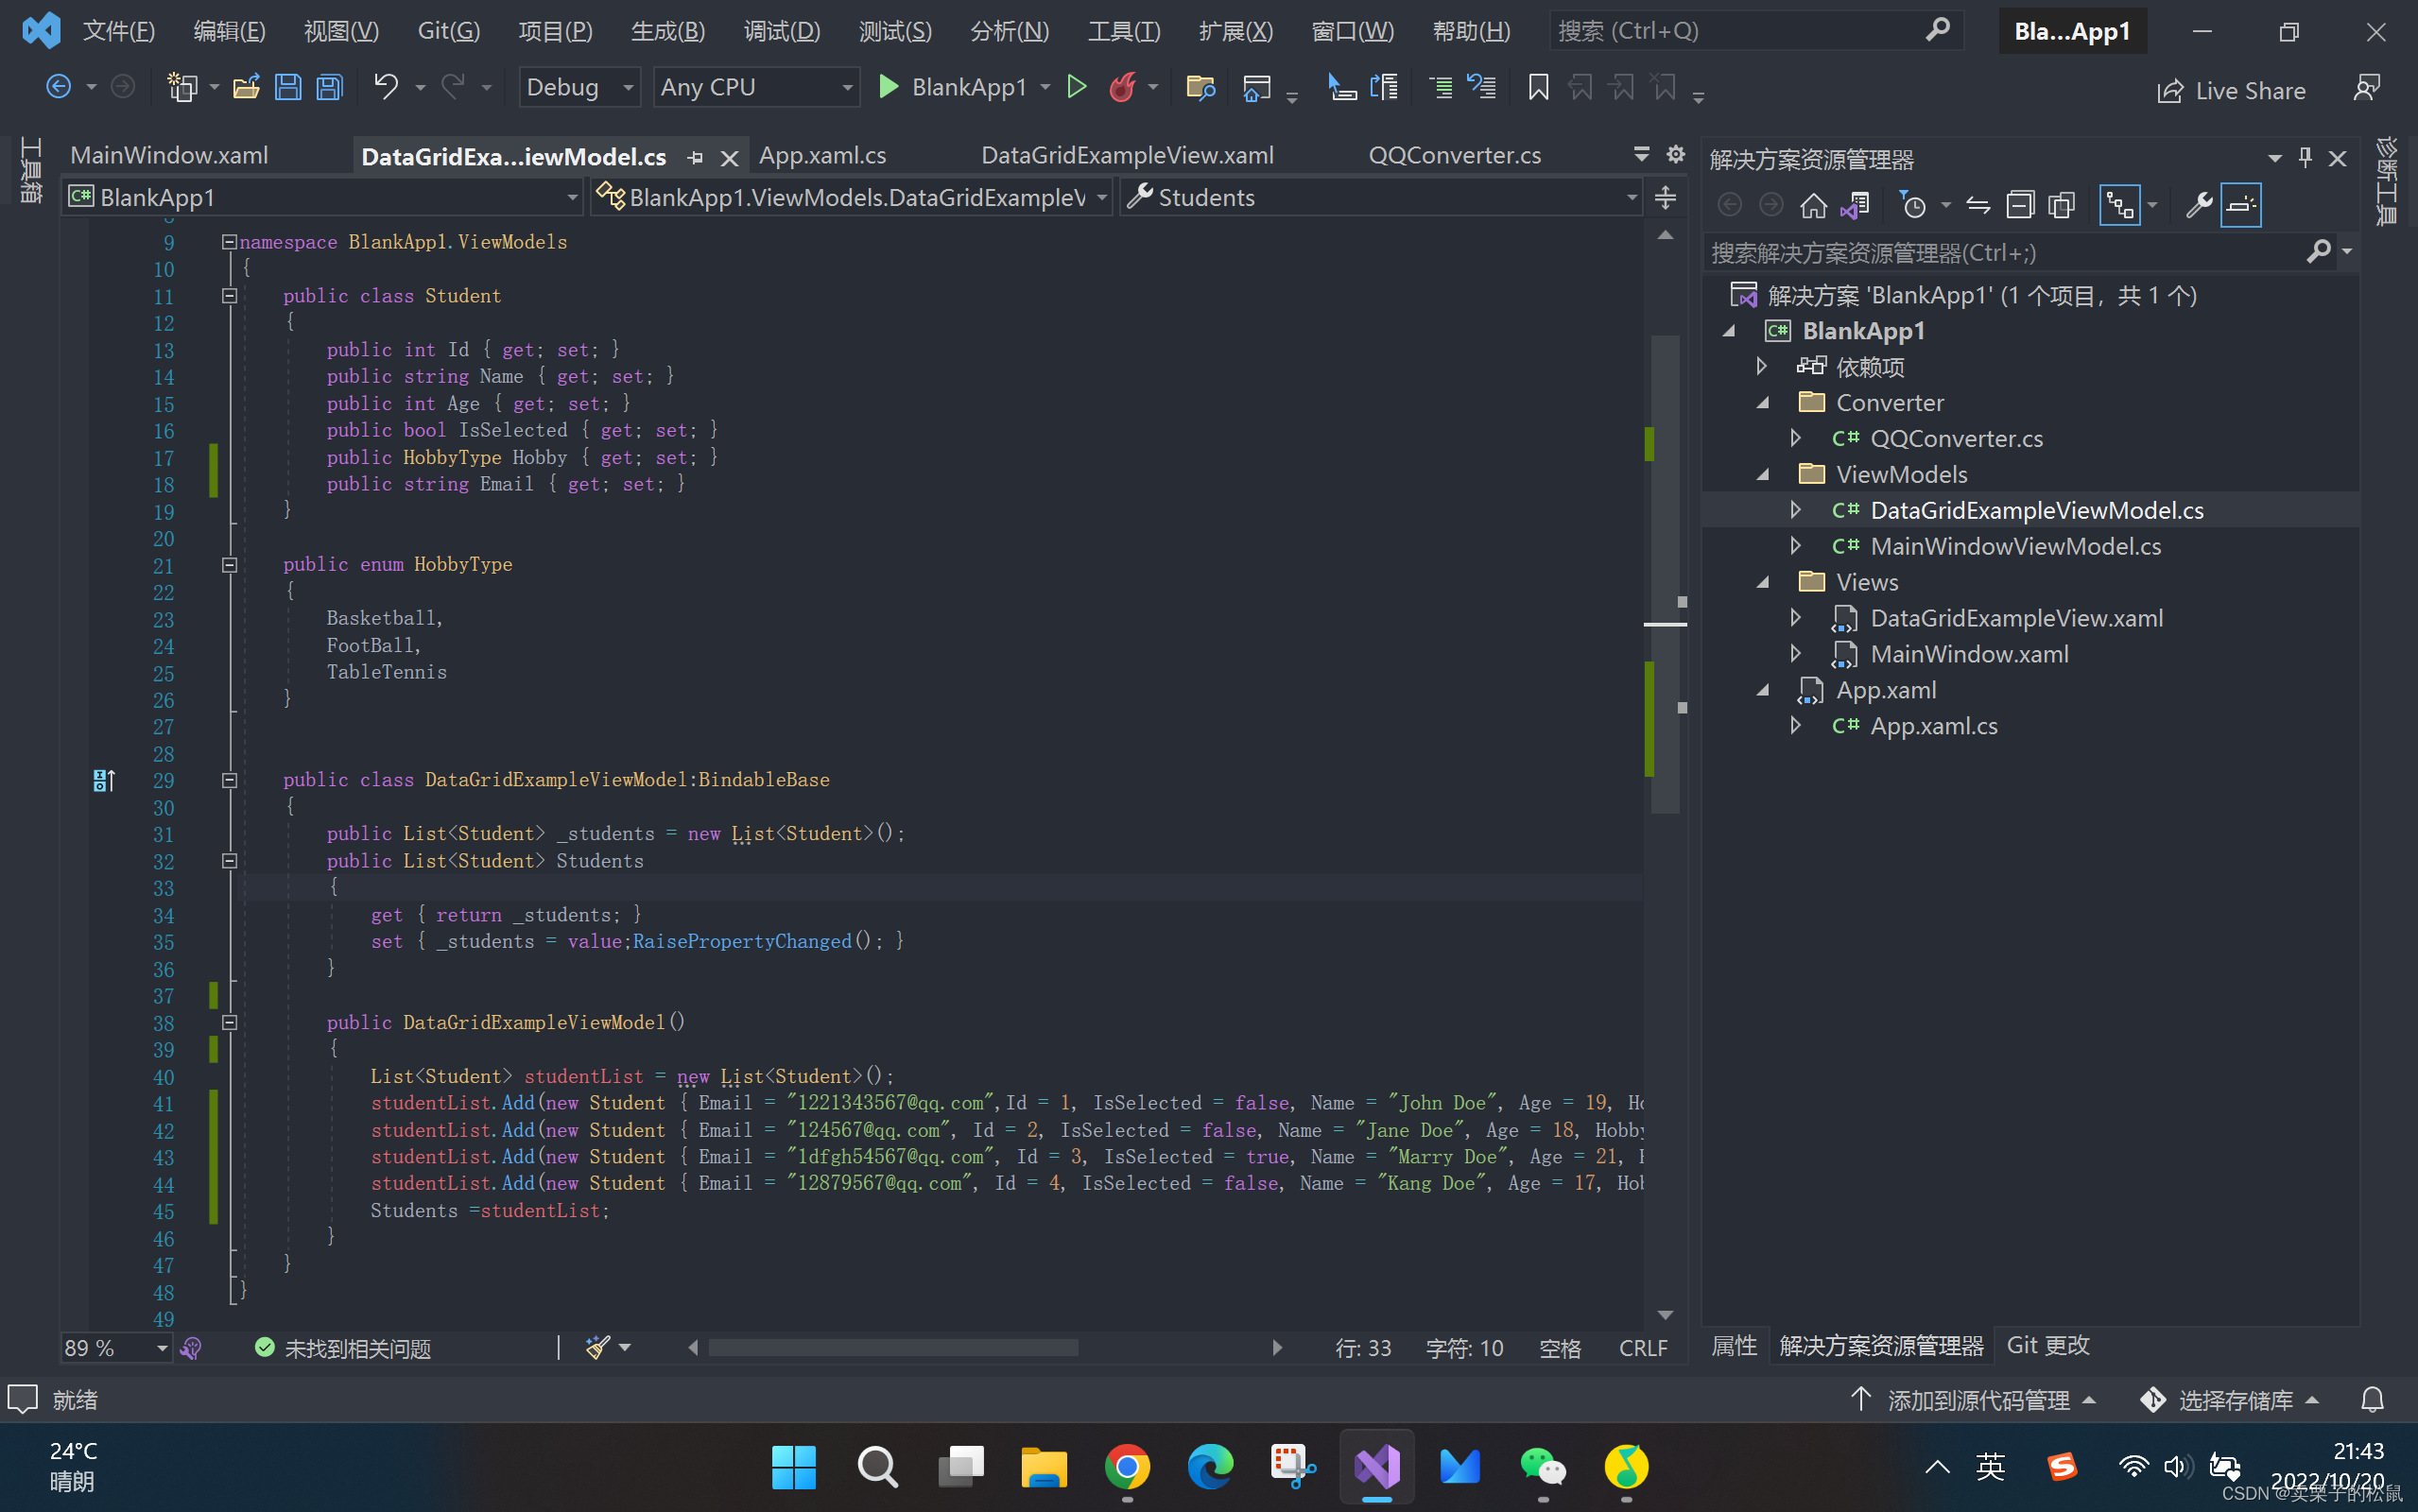 文件(F) 编辑(E) 视图(V) Git(G) 项目(P) 生成(B) 调试(D) 测试(S) 分析(N) 工具(T) 扩展(X) 窗口(W) 帮助(H) 搜索 (Ctrl+Q) Bla...App1
Debug Any CPU BlankApp1 Live Share
工具箱
MainWindow.xaml DataGridExa...iewModel.cs App.xaml.cs DataGridExampleView.xaml QQConverter.cs
BlankApp1 BlankApp1.ViewModels.DataGridExampleV Students
9 namespace BlankApp1.ViewModels
10 {
11 public class Student
12 {
13 public int Id { get; set; }
14 public string Name { get; set; }
15 public int Age { get; set; }
16 public bool IsSelected { get; set; }
17 public HobbyType Hobby { get; set; }
18 public string Email { get; set; }
19 }
20
21 public enum HobbyType
22 {
23 Basketball,
24 FootBall,
25 TableTennis
26 }
27
28
29 public class DataGridExampleViewModel:BindableBase
30 {
31 public List<Student> _students = new List<Student>();
32 public List<Student> Students
33 {
34 get { return _students; }
35 set { _students = value;RaisePropertyChanged(); }
36 }
37
38 public DataGridExampleViewModel()
39 {
40 List<Student> studentList = new List<Student>();
41 studentList.Add(new Student { Email = "1221343567@qq.com",Id = 1, IsSelected = false, Name = "John Doe", Age = 19, Ho
42 studentList.Add(new Student { Email = "124567@qq.com", Id = 2, IsSelected = false, Name = "Jane Doe", Age = 18, Hobby
43 studentList.Add(new Student { Email = "1dfgh54567@qq.com", Id = 3, IsSelected = true, Name = "Marry Doe", Age = 21, H
44 studentList.Add(new Student { Email = "12879567@qq.com", Id = 4, IsSelected = false, Name = "Kang Doe", Age = 17, Hob
45 Students =studentList;
46 }
47 }
48 }
49
89 % 未找到相关问题 行: 33 字符: 10 空格 CRLF
解决方案资源管理器
搜索解决方案资源管理器(Ctrl+;)
解决方案 'BlankApp1' (1 个项目，共 1 个)
C# BlankApp1
依赖项
Converter
C# QQConverter.cs
ViewModels
C# DataGridExampleViewModel.cs
C# MainWindowViewModel.cs
Views
DataGridExampleView.xaml
MainWindow.xaml
App.xaml
C# App.xaml.cs
属性 解决方案资源管理器 Git 更改
诊断工具
就绪 添加到源代码管理 选择存储库
24°C
晴朗
英
21:43
2022/10/20
CSDN @卖栗子的松鼠